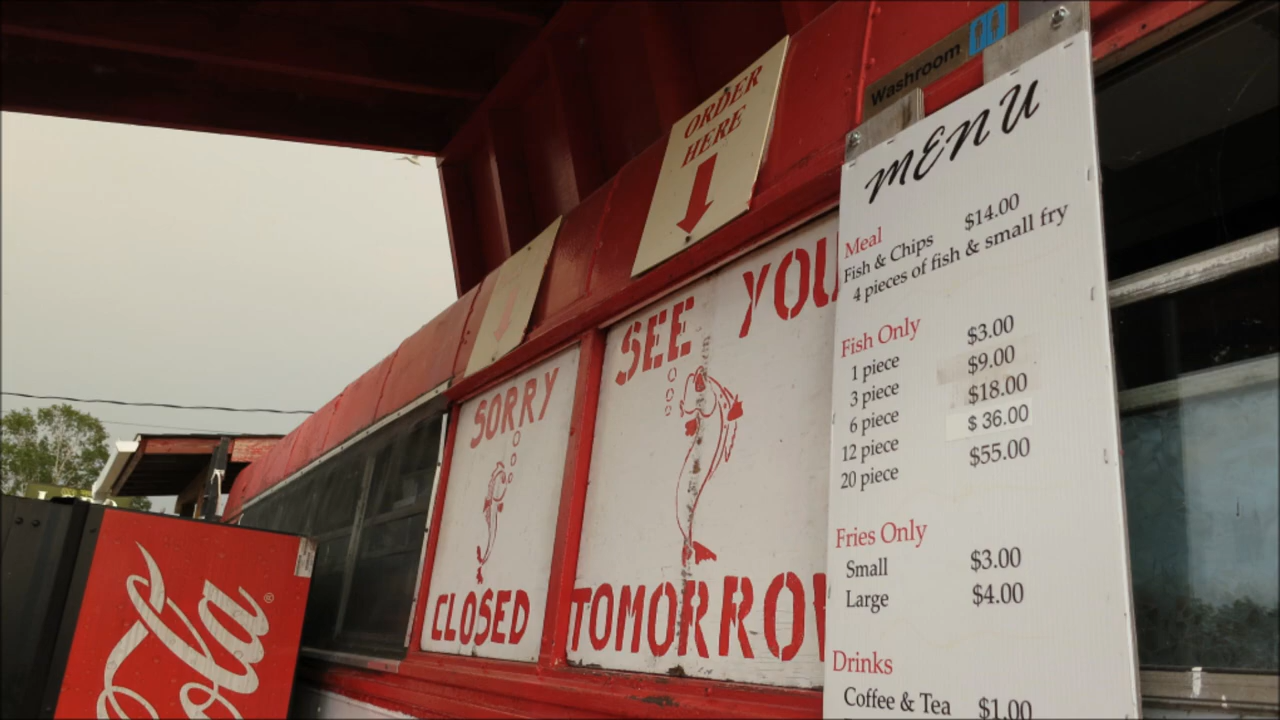 Washroom
ORDER
HERE
SORRY
CLOSED
SEE YOU
TOMORROW
MENU
Meal $14.00
Fish & Chips
4 pieces of fish & small fry
Fish Only
1 piece $3.00
3 piece $9.00
6 piece $18.00
12 piece $36.00
20 piece $55.00
Fries Only
Small $3.00
Large $4.00
Drinks
Coffee & Tea $1.00
Cola